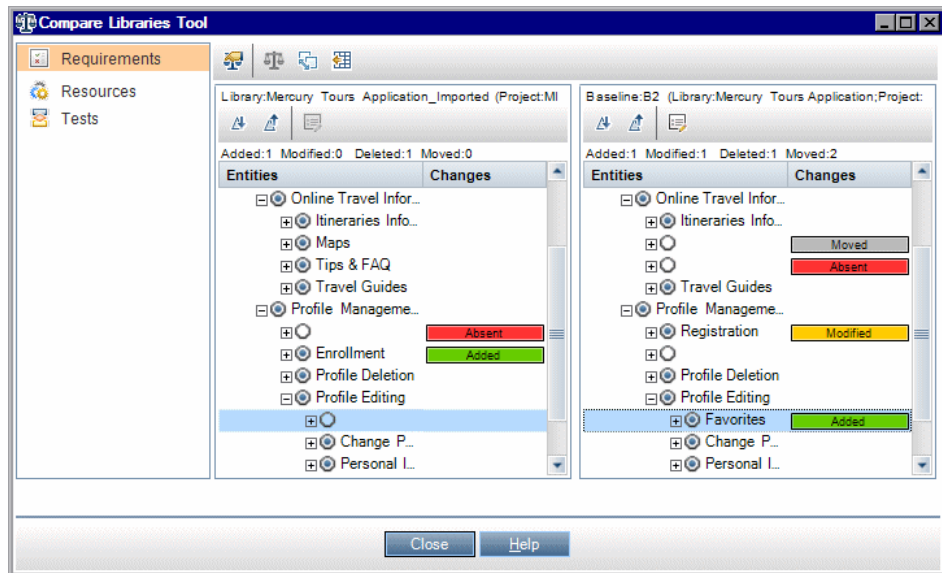 Compare Libraries Tool
Requirements
Resources
Tests
Library:Mercury Tours Application_Imported (Project:MI
Added:1 Modified:0 Deleted:1 Moved:0
Entities Changes
Online Travel Infor...
Itineraries Info...
Maps
Tips & FAQ
Travel Guides
Profile Manageme...
Absent
Enrollment Added
Profile Deletion
Profile Editing
Change P...
Personal I...
Baseline:B2 (Library:Mercury Tours Application;Project:
Added:1 Modified:1 Deleted:1 Moved:2
Entities Changes
Online Travel Infor...
Itineraries Info...
Moved
Absent
Travel Guides
Profile Manageme...
Registration Modified
Profile Deletion
Profile Editing
Favorites Added
Change P...
Personal I...
Close Help